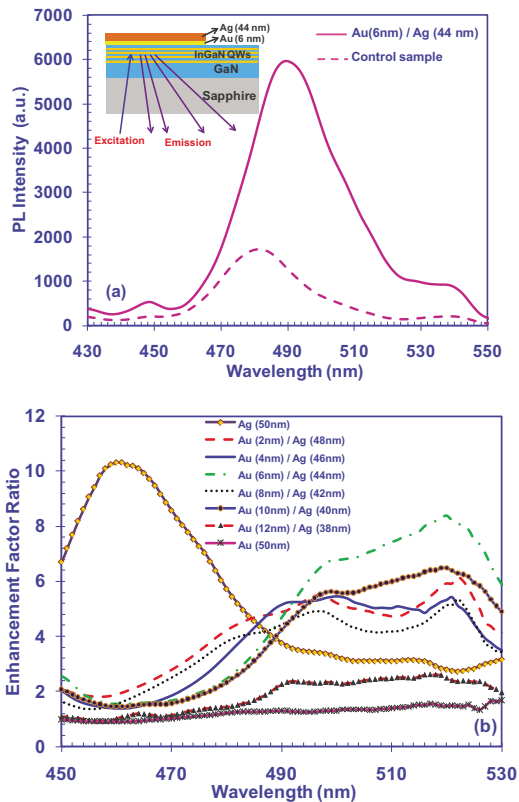 7000
6000
5000
4000
3000
2000
1000
0
PL Intensity (a.u.)
Ag (44 nm)
Au (6 nm)
InGaN QWs
GaN
Sapphire
Excitation
Emission
Au(6nm) / Ag (44 nm)
Control sample
(a)
430 450 470 490 510 530 550
Wavelength (nm)
12
10
8
6
4
2
0
Enhancement Factor Ratio
Ag (50nm)
Au (2nm) / Ag (48nm)
Au (4nm) / Ag (46nm)
Au (6nm) / Ag (44nm)
Au (8nm) / Ag (42nm)
Au (10nm) / Ag (40nm)
Au (12nm) / Ag (38nm)
Au (50nm)
(b)
450 470 490 510 530
Wavelength (nm)